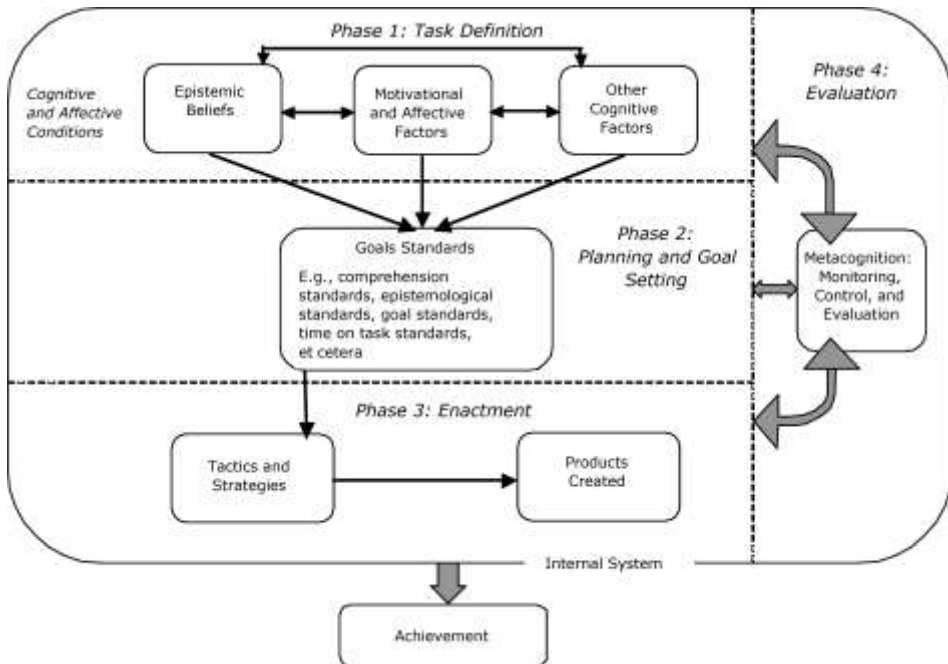 Phase 1: Task Definition
Cognitive
and Affective
Conditions
Epistemic
Beliefs
Motivational
and Affective
Factors
Other
Cognitive
Factors
Phase 4:
Evaluation
Goals Standards
E.g., comprehension
standards, epistemological
standards, goal standards,
time on task standards,
et cetera
Phase 2:
Planning and Goal
Setting
Metacognition:
Monitoring,
Control, and
Evaluation
Phase 3: Enactment
Tactics and
Strategies
Products
Created
Internal System
Achievement